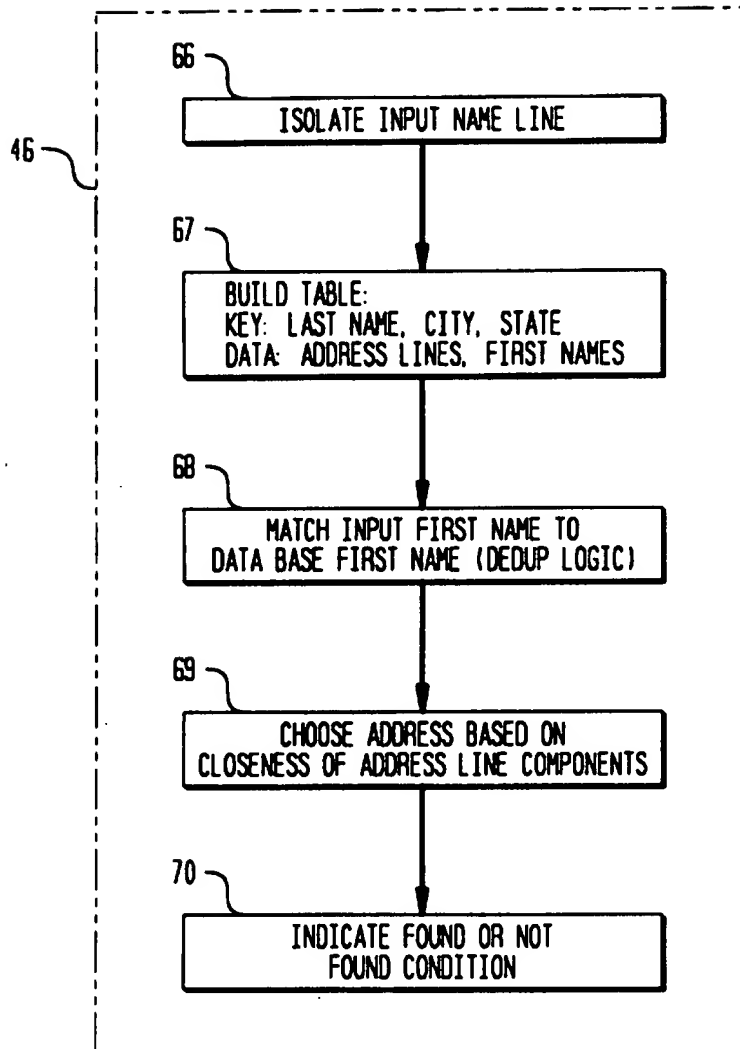 66
ISOLATE INPUT NAME LINE
46
67
BUILD TABLE:
KEY: LAST NAME, CITY, STATE
DATA: ADDRESS LINES, FIRST NAMES
68
MATCH INPUT FIRST NAME TO
DATA BASE FIRST NAME (DEDUP LOGIC)
69
CHOOSE ADDRESS BASED ON
CLOSENESS OF ADDRESS LINE COMPONENTS
70
INDICATE FOUND OR NOT
FOUND CONDITION